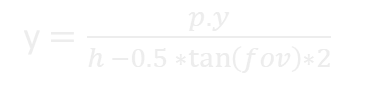 y = p.y / h −0.5 ∗tan(fov)∗2